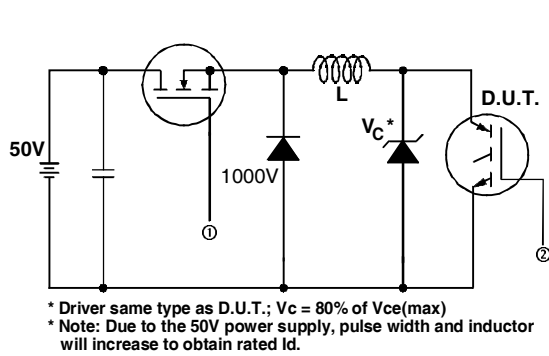 L
D.U.T.
VC *
50V
1000V
①
②
* Driver same type as D.U.T.; Vc = 80% of Vce(max)
* Note: Due to the 50V power supply, pulse width and inductor
will increase to obtain rated Id.